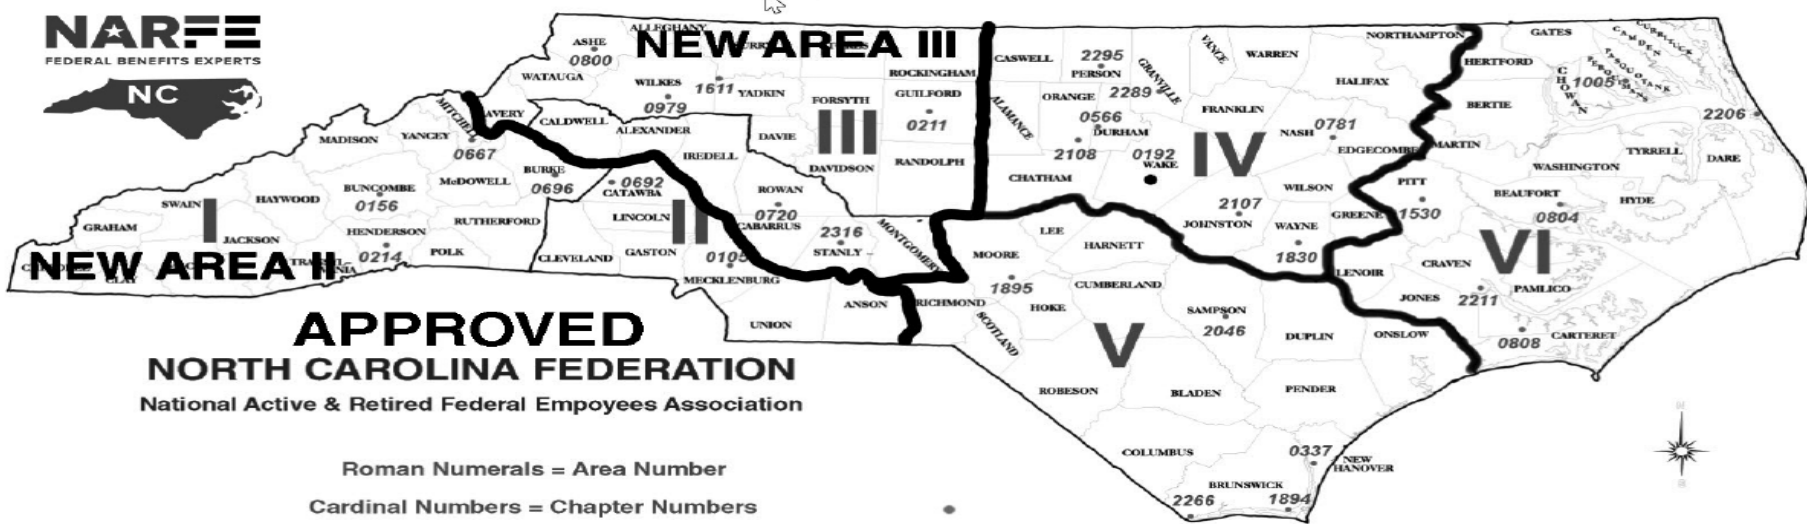 NARFE
FEDERAL BENEFITS EXPERTS
NC
NEW AREA III
ALLEGHANY
ASHE
0800
WATAUGA
WILKES
0979
1611
YADKIN
ROCKINGHAM
FORSYTH
GUILFORD
0211
III
DAVIE
DAVIDSON
RANDOLPH
CASWELL
2295
PERSON
GRANVILLE
VANCE
WARREN
NORTHAMPTON
HALIFAX
ALAMANCE
ORANGE
2289
0566
DURHAM
2108
0192
WAKE
CHATHAM
FRANKLIN
NASH
0781
EDGECOMBE
IV
WILSON
2107
JOHNSTON
WAYNE
1830
GREENE
GATES
HERTFORD
CURRITUCK
CAMDEN
PASQUOTANK
PERQUIMANS
CHOWAN
1005
BERTIE
2206
MARTIN
WASHINGTON
TYRRELL
DARE
PITT
1530
BEAUFORT
0804
HYDE
VI
CRAVEN
LENOIR
JONES
2211
PAMLICO
0808
CARTERET
MITCHELL
AVERY
CALDWELL
ALEXANDER
MADISON
YANCEY
0667
BURKE
0696
McDOWELL
BUNCOMBE
0156
HAYWOOD
SWAIN
GRAHAM
I
JACKSON
HENDERSON
0214
POLK
RUTHERFORD
NEW AREA II
CLAY
IREDELL
0692
CATAWBA
LINCOLN
II
GASTON
CLEVELAND
0105
MECKLENBURG
ROWAN
0720
CABARRUS
2316
STANLY
MONTGOMERY
UNION
ANSON
RICHMOND
MOORE
1895
LEE
HARNETT
CUMBERLAND
HOKE
SCOTLAND
V
SAMPSON
2046
DUPLIN
ONSLOW
ROBESON
BLADEN
PENDER
COLUMBUS
0337
NEW
HANOVER
BRUNSWICK
2266
1894
APPROVED
NORTH CAROLINA FEDERATION
National Active & Retired Federal Empoyees Association
Roman Numerals = Area Number
Cardinal Numbers = Chapter Numbers
N
S